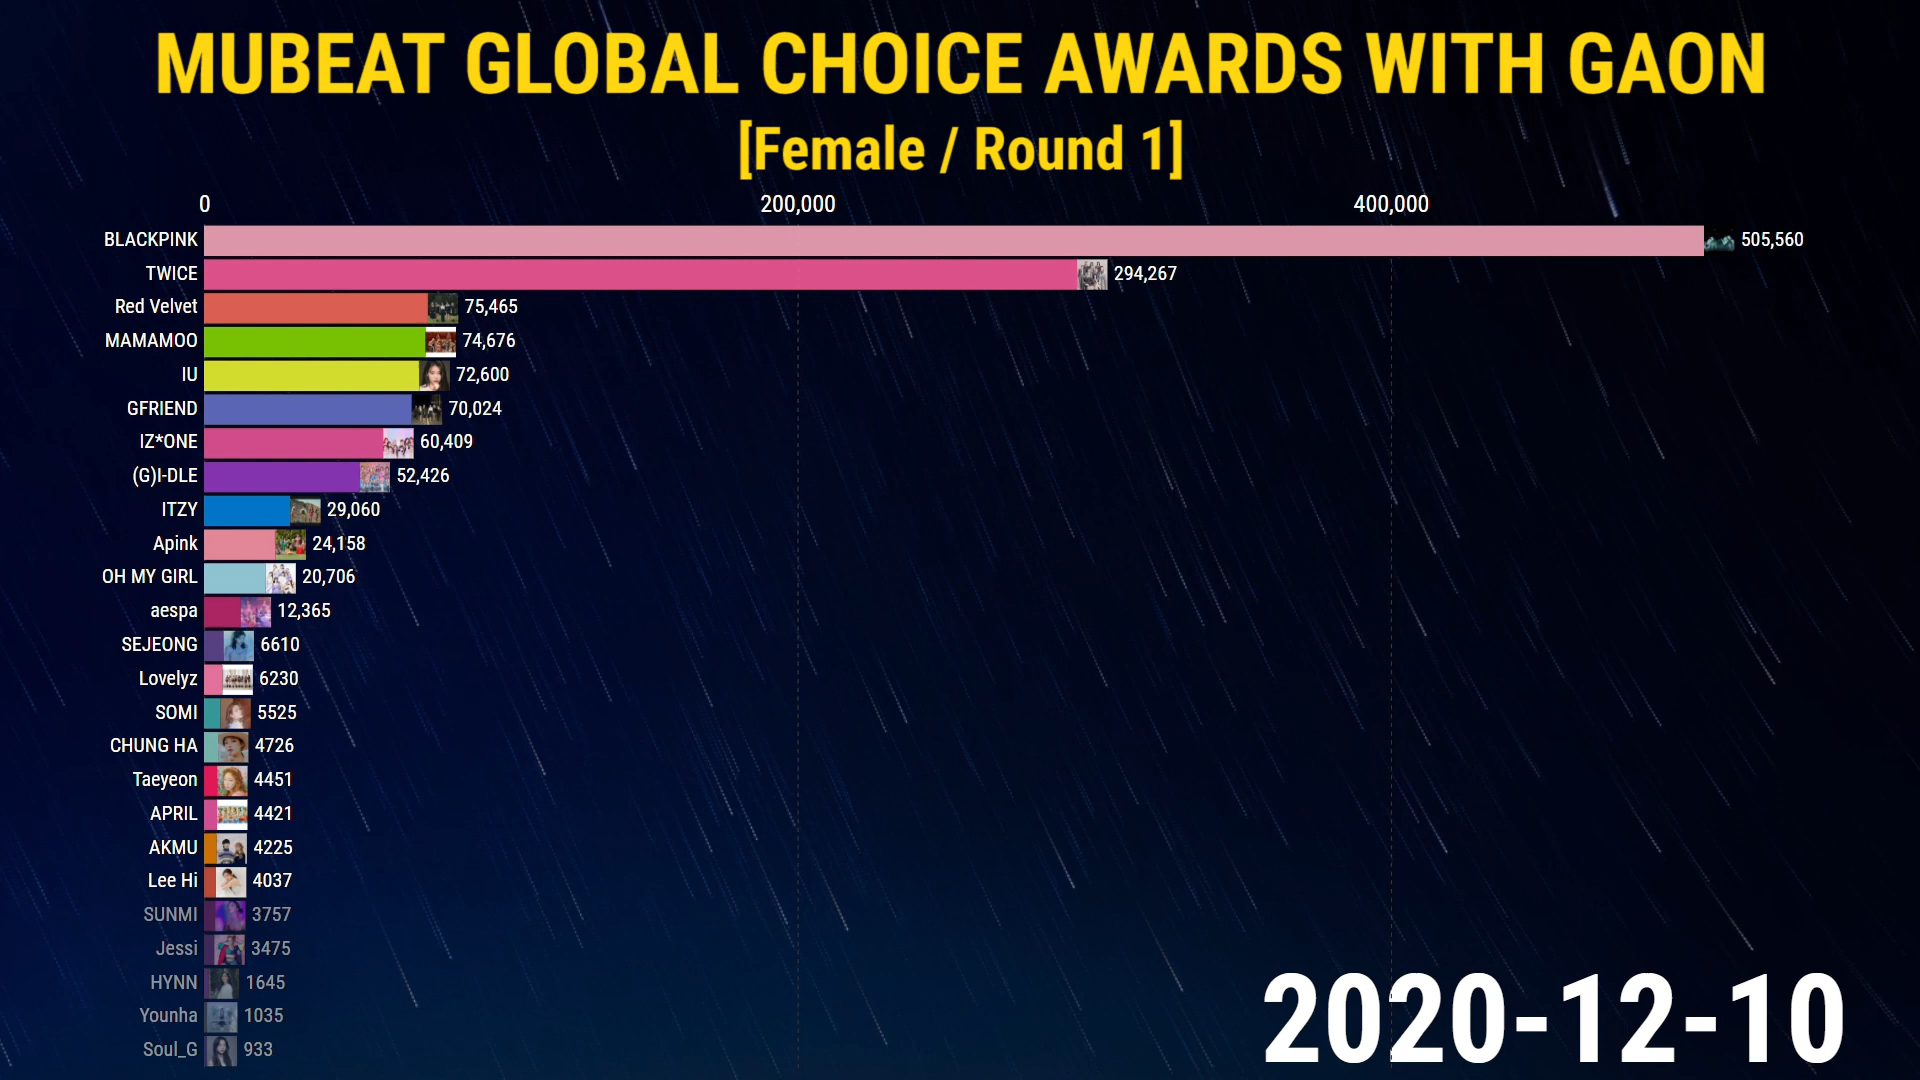 MUBEAT GLOBAL CHOICE AWARDS WITH GAON
[Female / Round 1]
0 200,000 400,000
BLACKPINK 505,560
TWICE 294,267
Red Velvet 75,465
MAMAMOO 74,676
IU 72,600
GFRIEND 70,024
IZ*ONE 60,409
(G)I-DLE 52,426
ITZY 29,060
Apink 24,158
OH MY GIRL 20,706
aespa 12,365
SEJEONG 6610
Lovelyz 6230
SOMI 5525
CHUNG HA 4726
Taeyeon 4451
APRIL 4421
AKMU 4225
Lee Hi 4037
SUNMI 3757
Jessi 3475
HYNN 1645
Younha 1035
Soul_G 933
2020-12-10